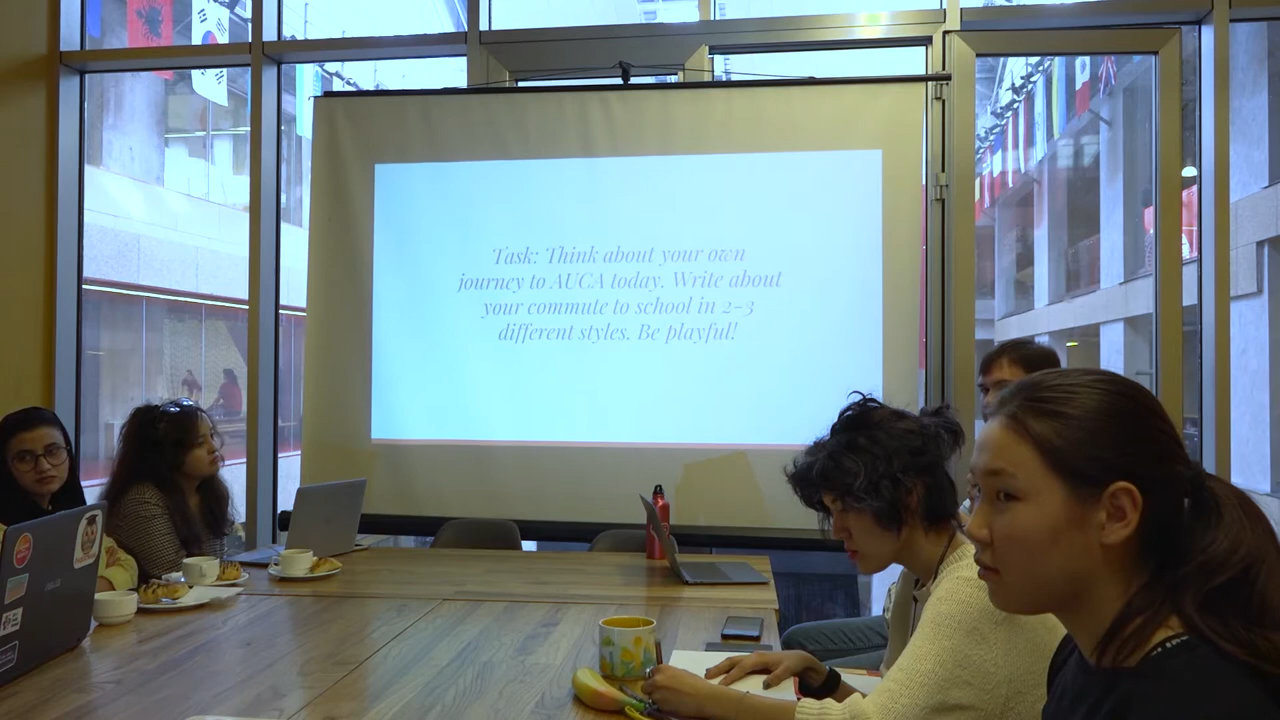 Task: Think about your own
journey to AUCA today. Write about
your commute to school in 2-3
different styles. Be playful!